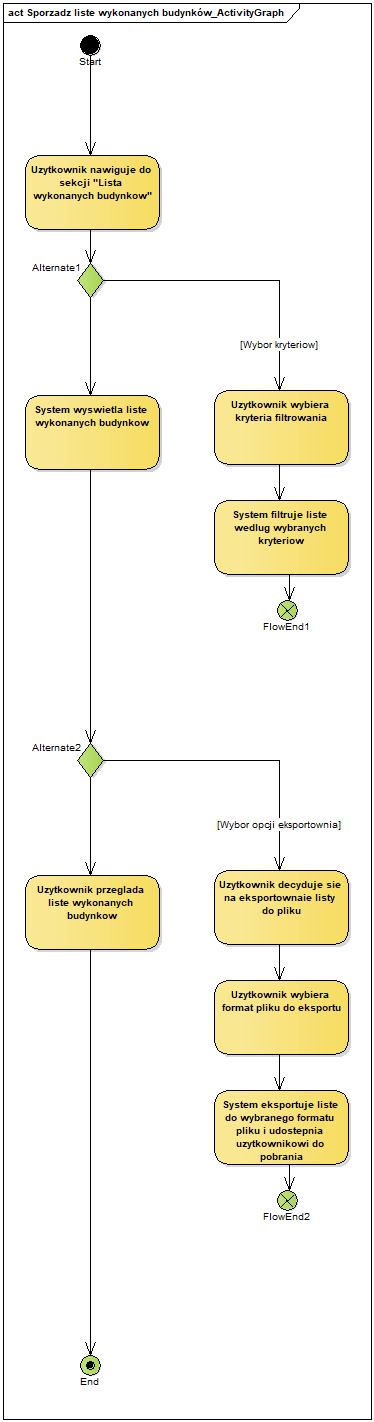 act Sporzadz liste wykonanych budynków_ActivityGraph
Start
Uzytkownik nawiguje do
sekcji "Lista
wykonanych budynkow"
Alternate1
[Wybor kryteriow]
System wyswietla liste
wykonanych budynkow
Uzytkownik wybiera
kryteria filtrowania
System filtruje liste
wedlug wybranych
kryteriow
FlowEnd1
Alternate2
[Wybor opcji eksportownia]
Uzytkownik przeglada
liste wykonanych
budynkow
Uzytkownik decyduje sie
na eksportownaie listy
do pliku
Uzytkownik wybiera
format pliku do eksportu
System eksportuje liste
do wybranego formatu
pliku i udostepnia
uzytkownikowi do
pobrania
FlowEnd2
End